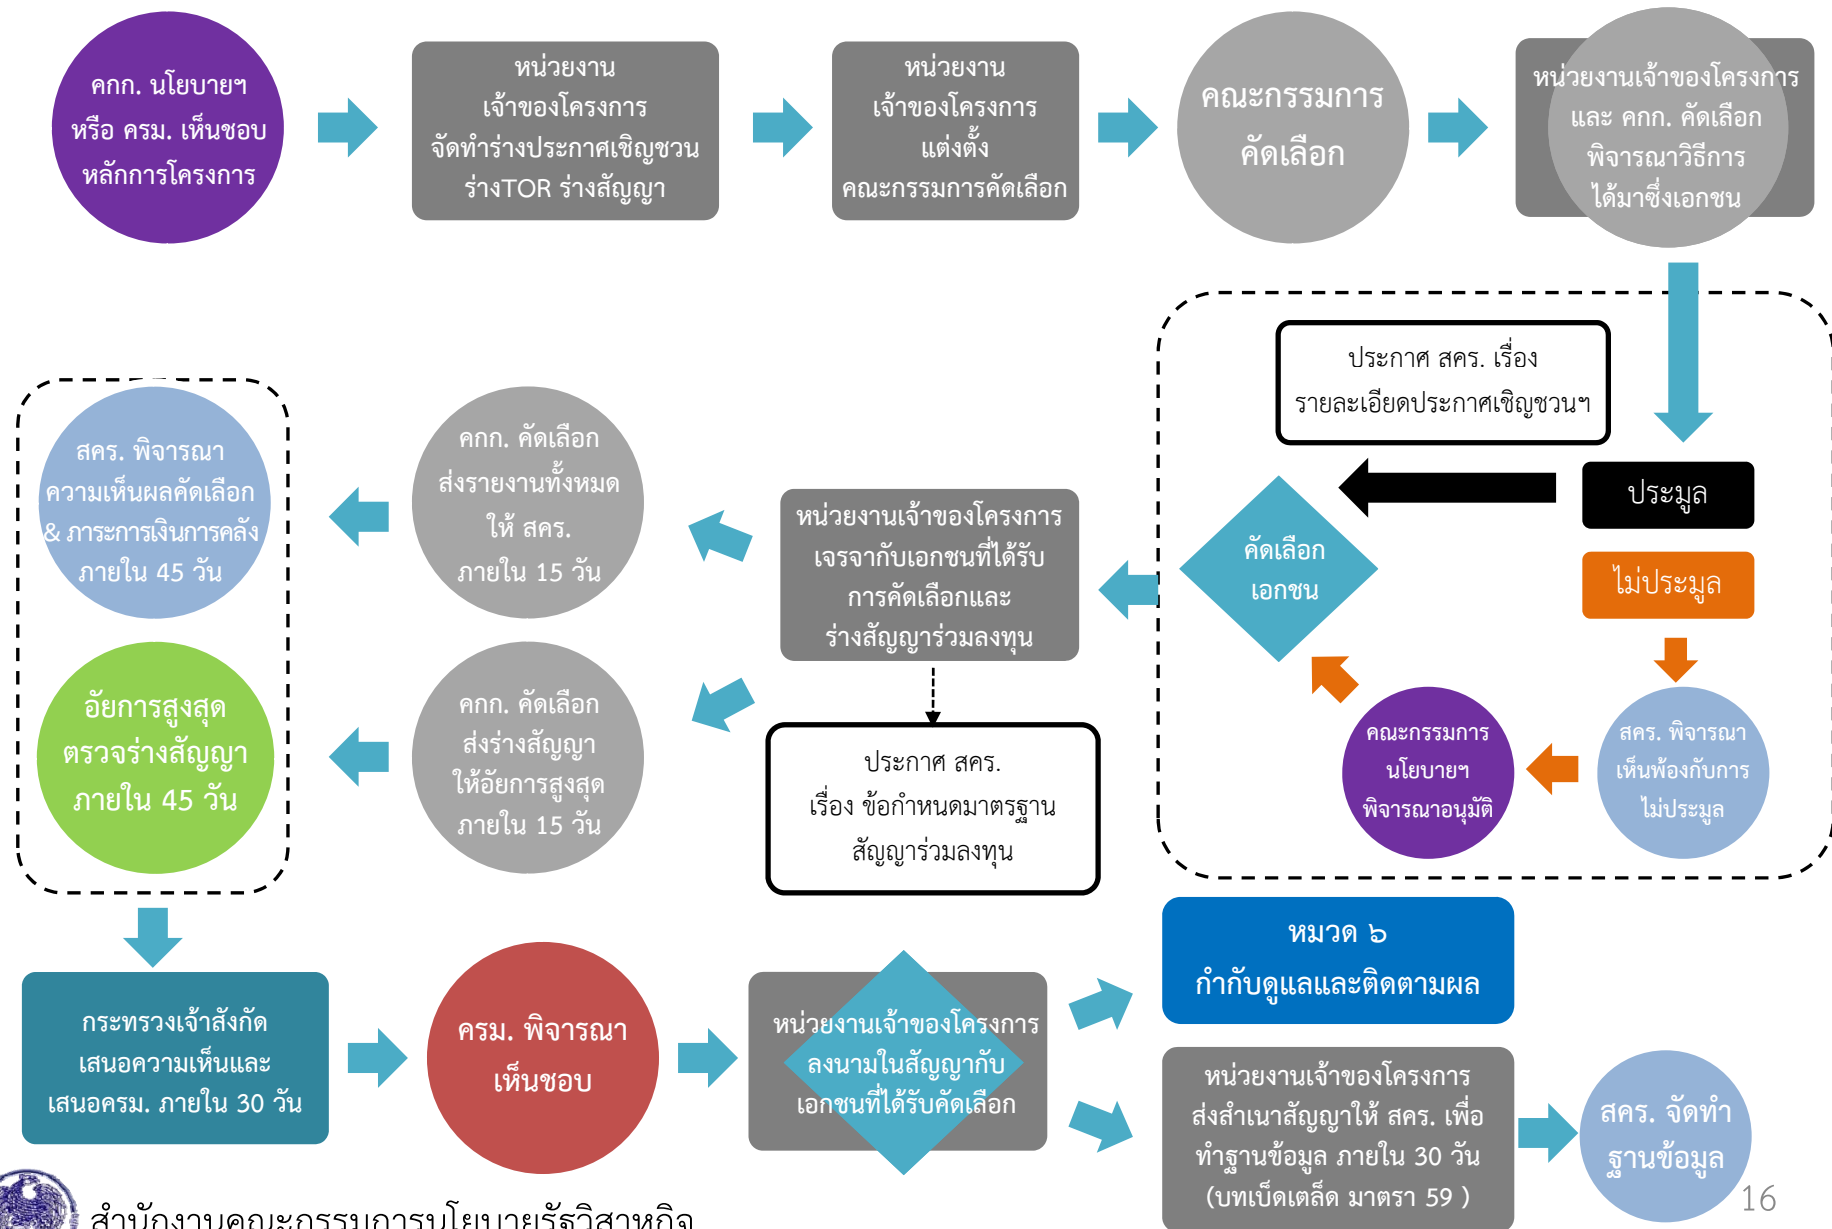 คกก. นโยบายฯ
หรือ ครม. เห็นชอบ
หลักการโครงการ
หน่วยงาน
เจ้าของโครงการ
จัดทำร่างประกาศเชิญชวน
ร่างTOR ร่างสัญญา
หน่วยงาน
เจ้าของโครงการ
แต่งตั้ง
คณะกรรมการคัดเลือก
คณะกรรมการ
คัดเลือก
หน่วยงานเจ้าของโครงการ
และ คกก. คัดเลือก
พิจารณาวิธีการ
ได้มาซึ่งเอกชน
ประกาศ สคร. เรื่อง
รายละเอียดประกาศเชิญชวนฯ
ประมูล
ไม่ประมูล
คัดเลือก
เอกชน
สคร. พิจารณา
เห็นพ้องกับการ
ไม่ประมูล
คณะกรรมการ
นโยบายฯ
พิจารณาอนุมัติ
หน่วยงานเจ้าของโครงการ
เจรจากับเอกชนที่ได้รับ
การคัดเลือกและ
ร่างสัญญาร่วมลงทุน
ประกาศ สคร.
เรื่อง ข้อกำหนดมาตรฐาน
สัญญาร่วมลงทุน
คกก. คัดเลือก
ส่งรายงานทั้งหมด
ให้ สคร.
ภายใน 15 วัน
สคร. พิจารณา
ความเห็นผลคัดเลือก
& ภาระการเงินการคลัง
ภายใน 45 วัน
คกก. คัดเลือก
ส่งร่างสัญญา
ให้อัยการสูงสุด
ภายใน 15 วัน
อัยการสูงสุด
ตรวจร่างสัญญา
ภายใน 45 วัน
กระทรวงเจ้าสังกัด
เสนอความเห็นและ
เสนอครม. ภายใน 30 วัน
ครม. พิจารณา
เห็นชอบ
หน่วยงานเจ้าของโครงการ
ลงนามในสัญญากับ
เอกชนที่ได้รับคัดเลือก
หมวด ๖
กำกับดูแลและติดตามผล
หน่วยงานเจ้าของโครงการ
ส่งสำเนาสัญญาให้ สคร. เพื่อ
ทำฐานข้อมูล ภายใน 30 วัน
(บทเบ็ดเตล็ด มาตรา 59 )
สคร. จัดทำ
ฐานข้อมูล
16
สำนักงานคณะกรรมการนโยบายรัฐวิสาหกิจ